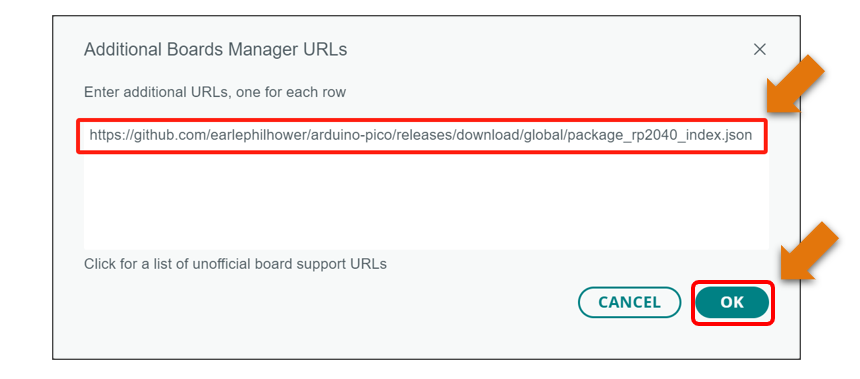 Additional Boards Manager URLs
Enter additional URLs, one for each row
https://github.com/earlephilhower/arduino-pico/releases/download/global/package_rp2040_index.json
Click for a list of unofficial board support URLs
CANCEL
OK